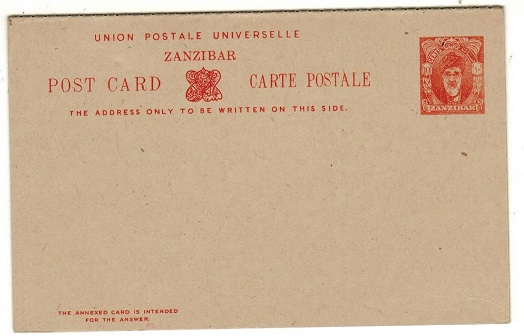 UNION POSTALE UNIVERSELLE
ZANZIBAR
POST CARD CARTE POSTALE
THE ADDRESS ONLY TO BE WRITTEN ON THIS SIDE.
ZANZIBAR
THE ANNEXED CARD IS INTENDED
FOR THE ANSWER.